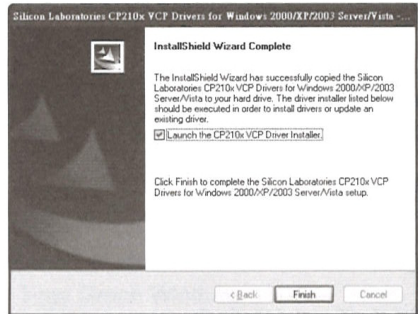 Silicon Laboratories CP210x VCP Drivers for Windows 2000/XP/2003 Server/Vista -...
InstallShield Wizard Complete
The InstallShield Wizard has successfully copied the Silicon
Laboratories CP210x VCP Drivers for Windows 2000/XP/2003
Server/Vista to your hard drive. The driver installer listed below
should be executed in order to install drivers or update an
existing driver.
Launch the CP210x VCP Driver Installer.
Click Finish to complete the Silicon Laboratories CP210x VCP
Drivers for Windows 2000/XP/2003 Server/Vista setup.
< Back
Finish
Cancel